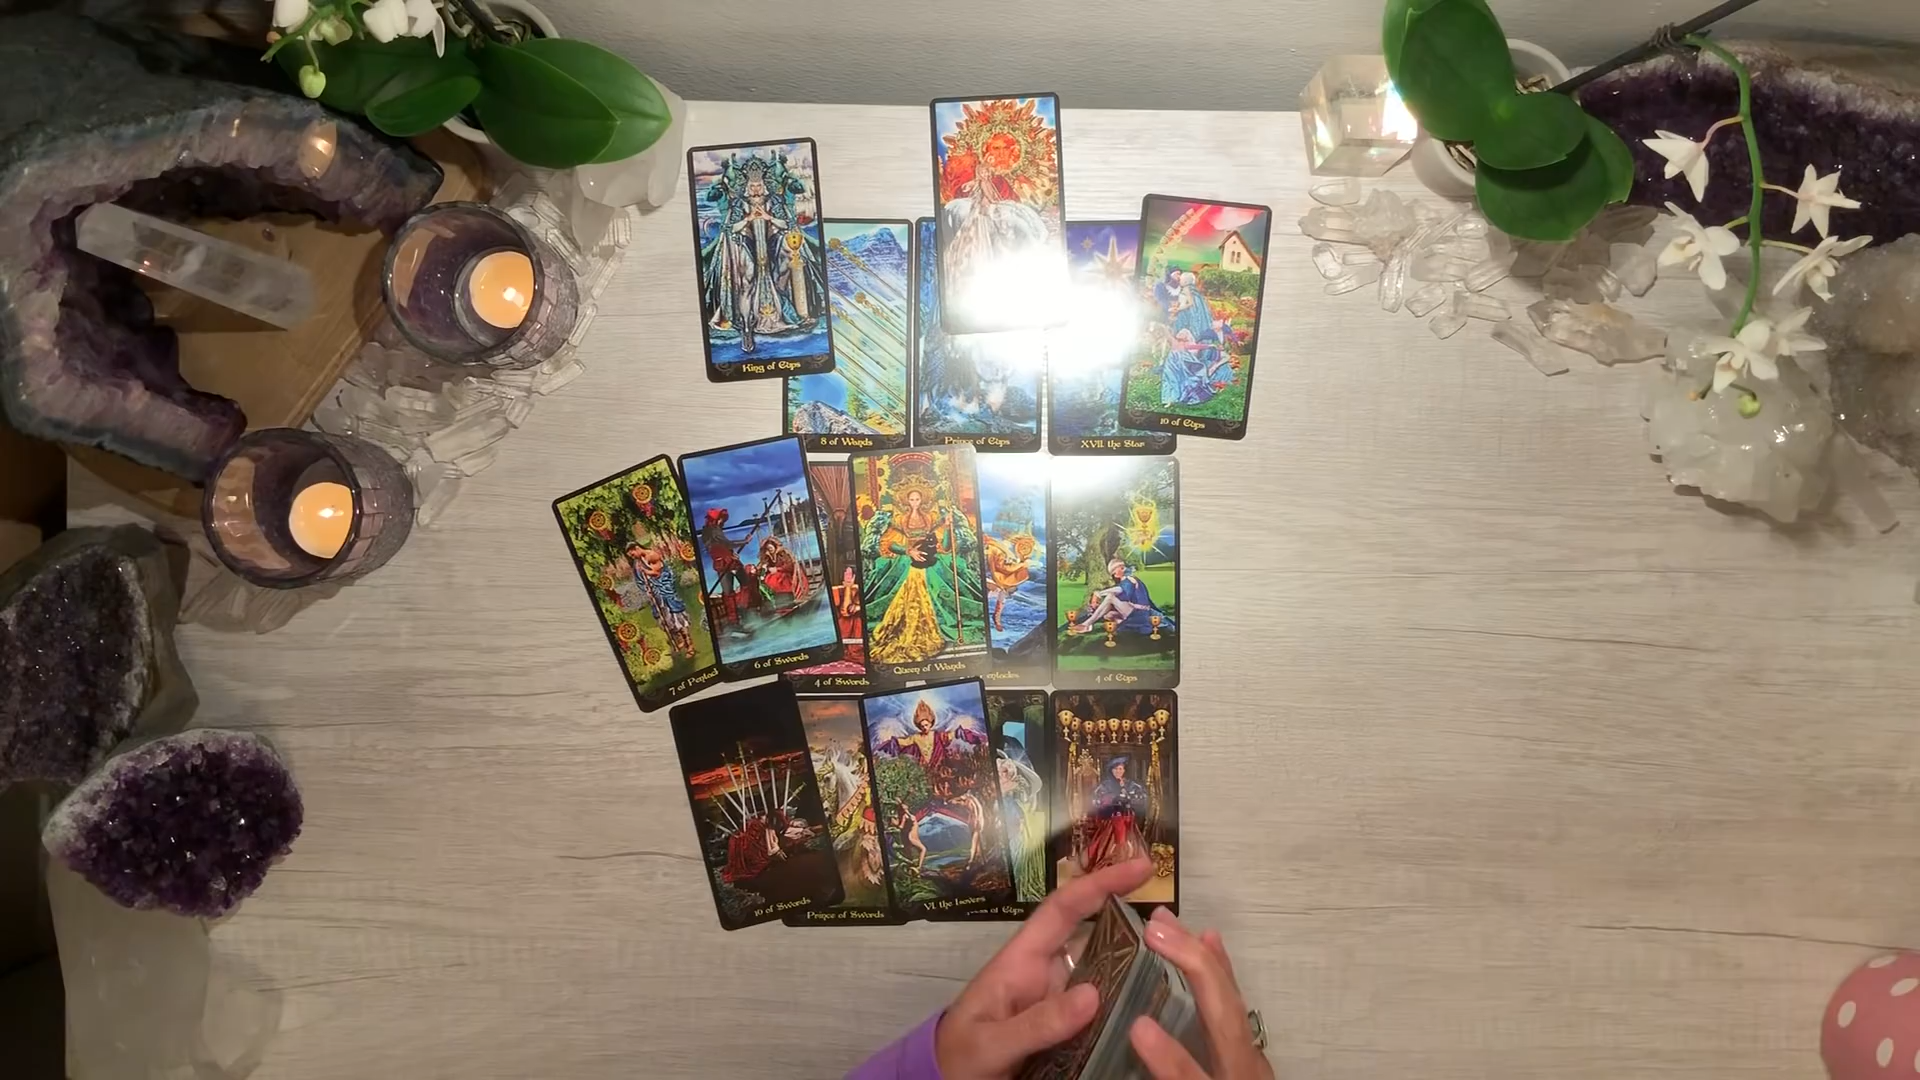 King of Cups
8 of Wands
Prince of Cups
XVII. the Star
10 of Cups
7 of
6 of Swords
4 of Swords
Queen of Wands
4 of Cups
10 of Swords
Prince of Swords
VI. the Lovers
of Cups